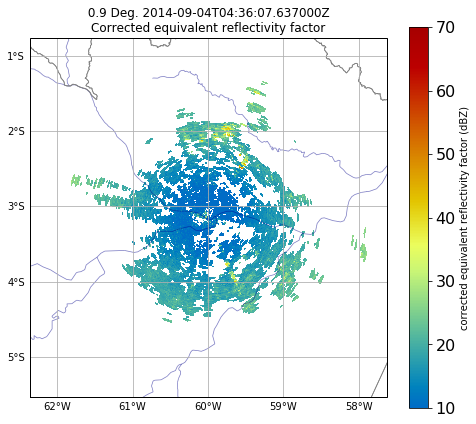 0.9 Deg. 2014-09-04T04:36:07.637000Z
Corrected equivalent reflectivity factor
1°S
2°S
3°S
4°S
5°S
62°W
61°W
60°W
59°W
58°W
70
60
50
40
30
20
10
corrected equivalent reflectivity factor (dBZ)